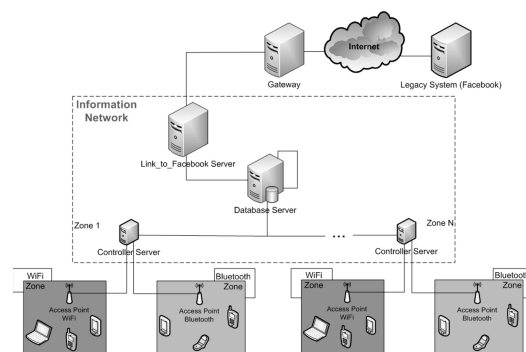 Internet
Gateway
Legacy System (Facebook)
Information
Network
Link_to_Facebook Server
Database Server
Zone 1
Zone N
...
Controller Server
Controller Server
WiFi
Zone
Bluetooth
Zone
WiFi
Zone
Bluetooth
Zone
Access Point
WiFi
Access Point
Bluetooth
Access Point
WiFi
Access Point
Bluetooth